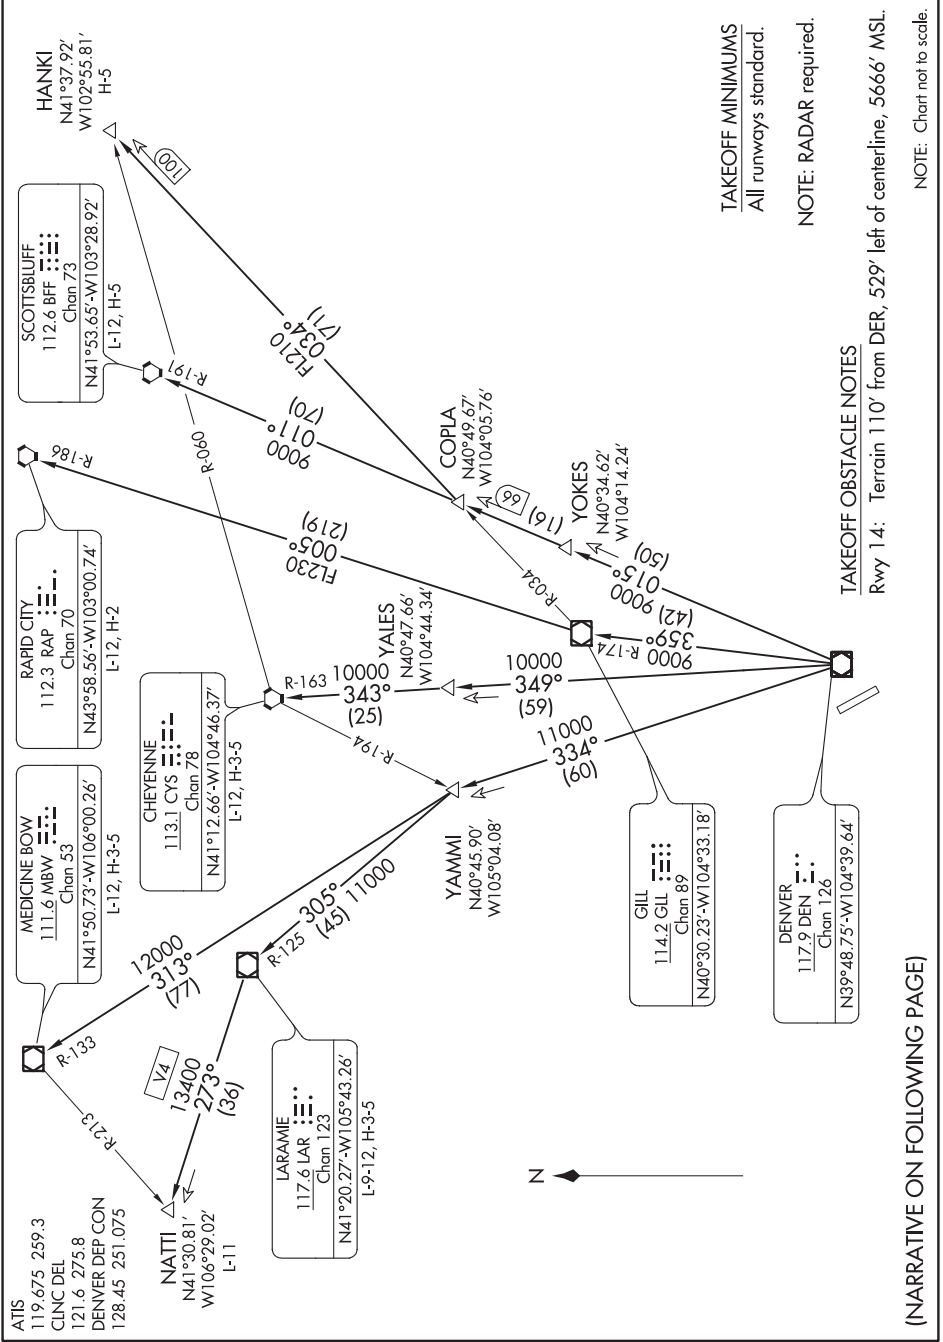 ATIS
119.675 259.3
CLNC DEL
121.6 275.8
DENVER DEP CON
128.45 251.075
NATTI
N41°30.81'
W106°29.02'
L-11
R-213
V4
13400
273°
(36)
R-133
MEDICINE BOW
111.6 MBW
Chan 53
N41°50.73'-W106°00.26'
L-12, H-3-5
12000
313°
(77)
LARAMIE
117.6 LAR
Chan 123
N41°20.27'-W105°43.26'
L-9-12, H-3-5
R-125
305°
(45) 11000
CHEYENNE
113.1 CYS
Chan 78
N41°12.66'-W104°46.37'
L-12, H-3-5
R-194
R-163
R-060
10000
343°
(25)
YAMMI
N40°45.90'
W105°04.08'
YALES
N40°47.66'
W104°44.34'
11000
334°
(60)
10000
349°
(59)
RAPID CITY
112.3 RAP
Chan 70
N43°58.56'-W103°00.74'
L-12, H-2
R-186
FL230
005°
(219)
SCOTTSBLUFF
112.6 BFF
Chan 73
N41°53.65'-W103°28.92'
L-12, H-5
R-191
9000
011°
(70)
HANKI
N41°37.92'
W102°55.81'
H-5
100
FL210
034°
(71)
COPLA
N40°49.67'
W104°05.76'
66
(16)
YOKES
N40°34.62'
W104°14.24'
R-034
9000
015°
(50)
R-174
9000
359°
(42)
GILL
114.2 GLL
Chan 89
N40°30.23'-W104°33.18'
DENVER
117.9 DEN
Chan 126
N39°48.75'-W104°39.64'
N
TAKEOFF MINIMUMS
All runways standard.
NOTE: RADAR required.
TAKEOFF OBSTACLE NOTES
Rwy 14: Terrain 110' from DER, 529' left of centerline, 5666' MSL.
(NARRATIVE ON FOLLOWING PAGE)
NOTE: Chart not to scale.